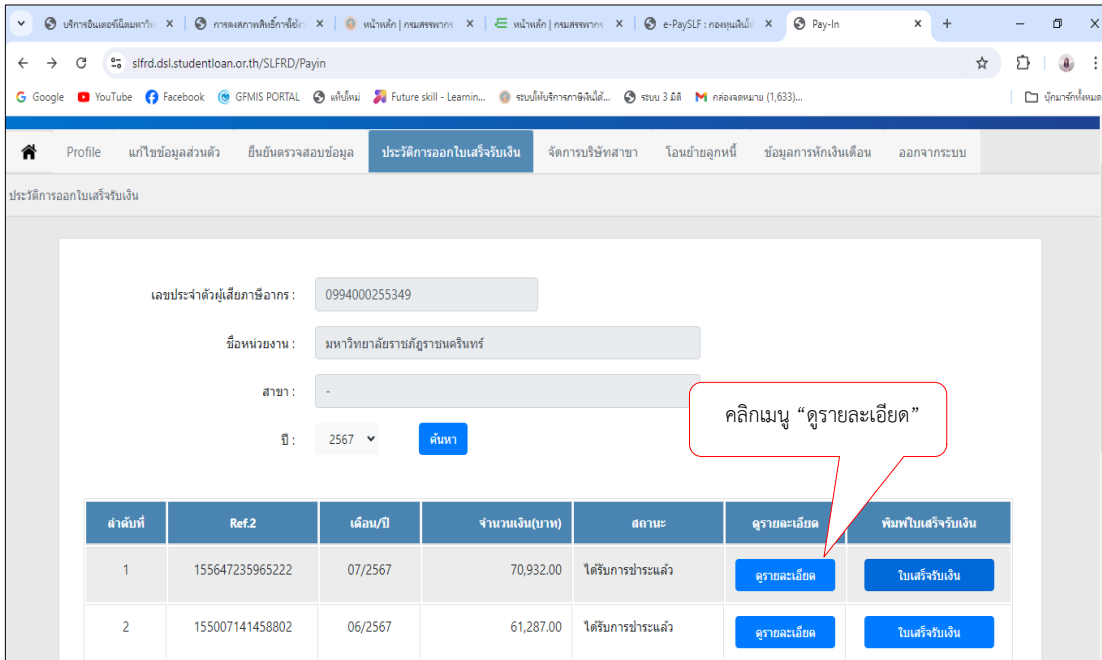 บริการอินเตอร์เน็ตมหาวิ
การคงสภาพสิทธิ์การใช้
หน้าหลัก | กรมสรรพากร
หน้าหลัก | กรมสรรพากร
e-PaySLF : กองทุนเงินให้
Pay-In
slfrd.dsl.studentloan.or.th/SLFRD/Payin
Google
YouTube
Facebook
GFMIS PORTAL
แท็บใหม่
Future skill - Learnin...
ระบบให้บริการภาษีเงินได้...
ระบบ 3 มิติ
กล่องจดหมาย (1,633)...
บุ๊กมาร์กทั้งหมด
Profile
แก้ไขข้อมูลส่วนตัว
ยืนยันตรวจสอบข้อมูล
ประวัติการออกใบเสร็จรับเงิน
จัดการบริษัทสาขา
โอนย้ายลูกหนี้
ข้อมูลการหักเงินเดือน
ออกจากระบบ
ประวัติการออกใบเสร็จรับเงิน
เลขประจำตัวผู้เสียภาษีอากร : 0994000255349
ชื่อหน่วยงาน : มหาวิทยาลัยราชภัฏราชนครินทร์
สาขา : -
คลิกเมนู “ดูรายละเอียด”
ปี : 2567 ค้นหา
ลำดับที่ Ref.2 เดือน/ปี จำนวนเงิน(บาท) สถานะ ดูรายละเอียด พิมพ์ใบเสร็จรับเงิน
1 155647235965222 07/2567 70,932.00 ได้รับการชำระแล้ว ดูรายละเอียด ใบเสร็จรับเงิน
2 155007141458802 06/2567 61,287.00 ได้รับการชำระแล้ว ดูรายละเอียด ใบเสร็จรับเงิน